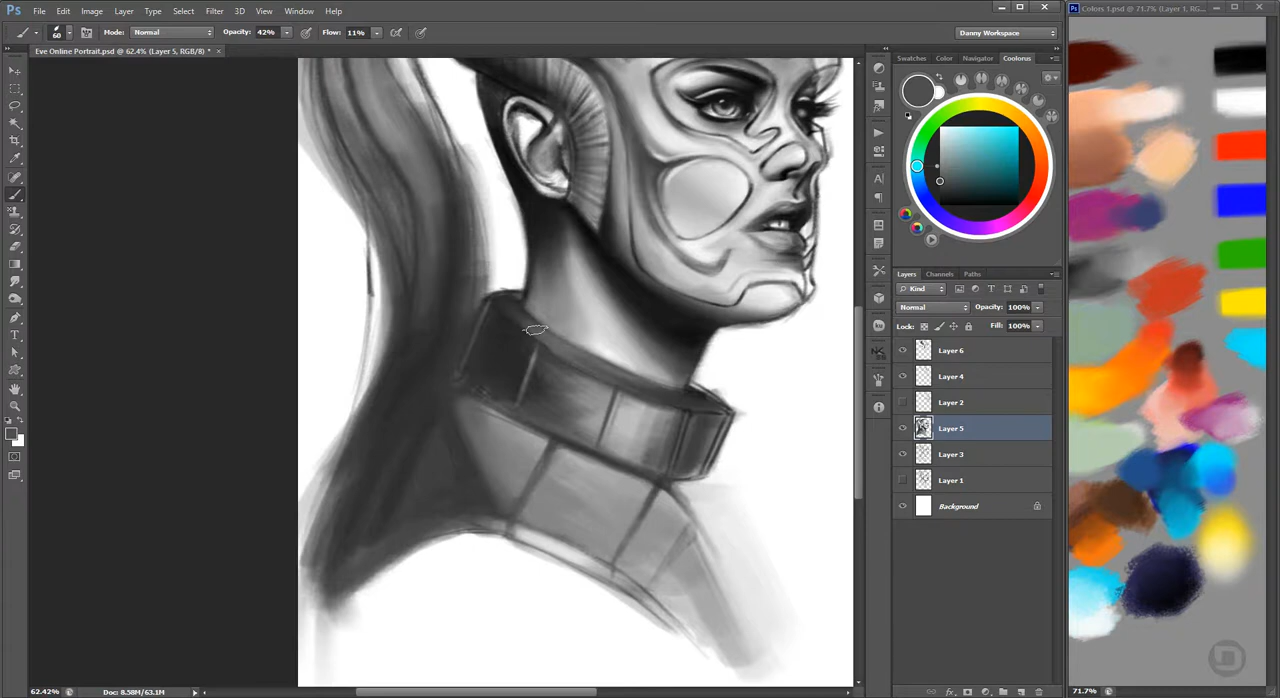 Ps File Edit Image Layer Type Select Filter 3D View Window Help
Colors 1.psd @ 71.7% (Layer 1, RG...
60 Mode: Normal Opacity: 42% Flow: 11% Danny Workspace
Eve Online Portrait.psd @ 62.4% (Layer 5, RGB/8) * ×
Swatches Color Navigator Coolorus
Layers Channels Paths
Kind
Normal Opacity: 100%
Lock: Fill: 100%
Layer 6
Layer 4
Layer 2
Layer 5
Layer 3
Layer 1
Background
62.42% Doc: 8.58M/63.1M
fx
71.7%